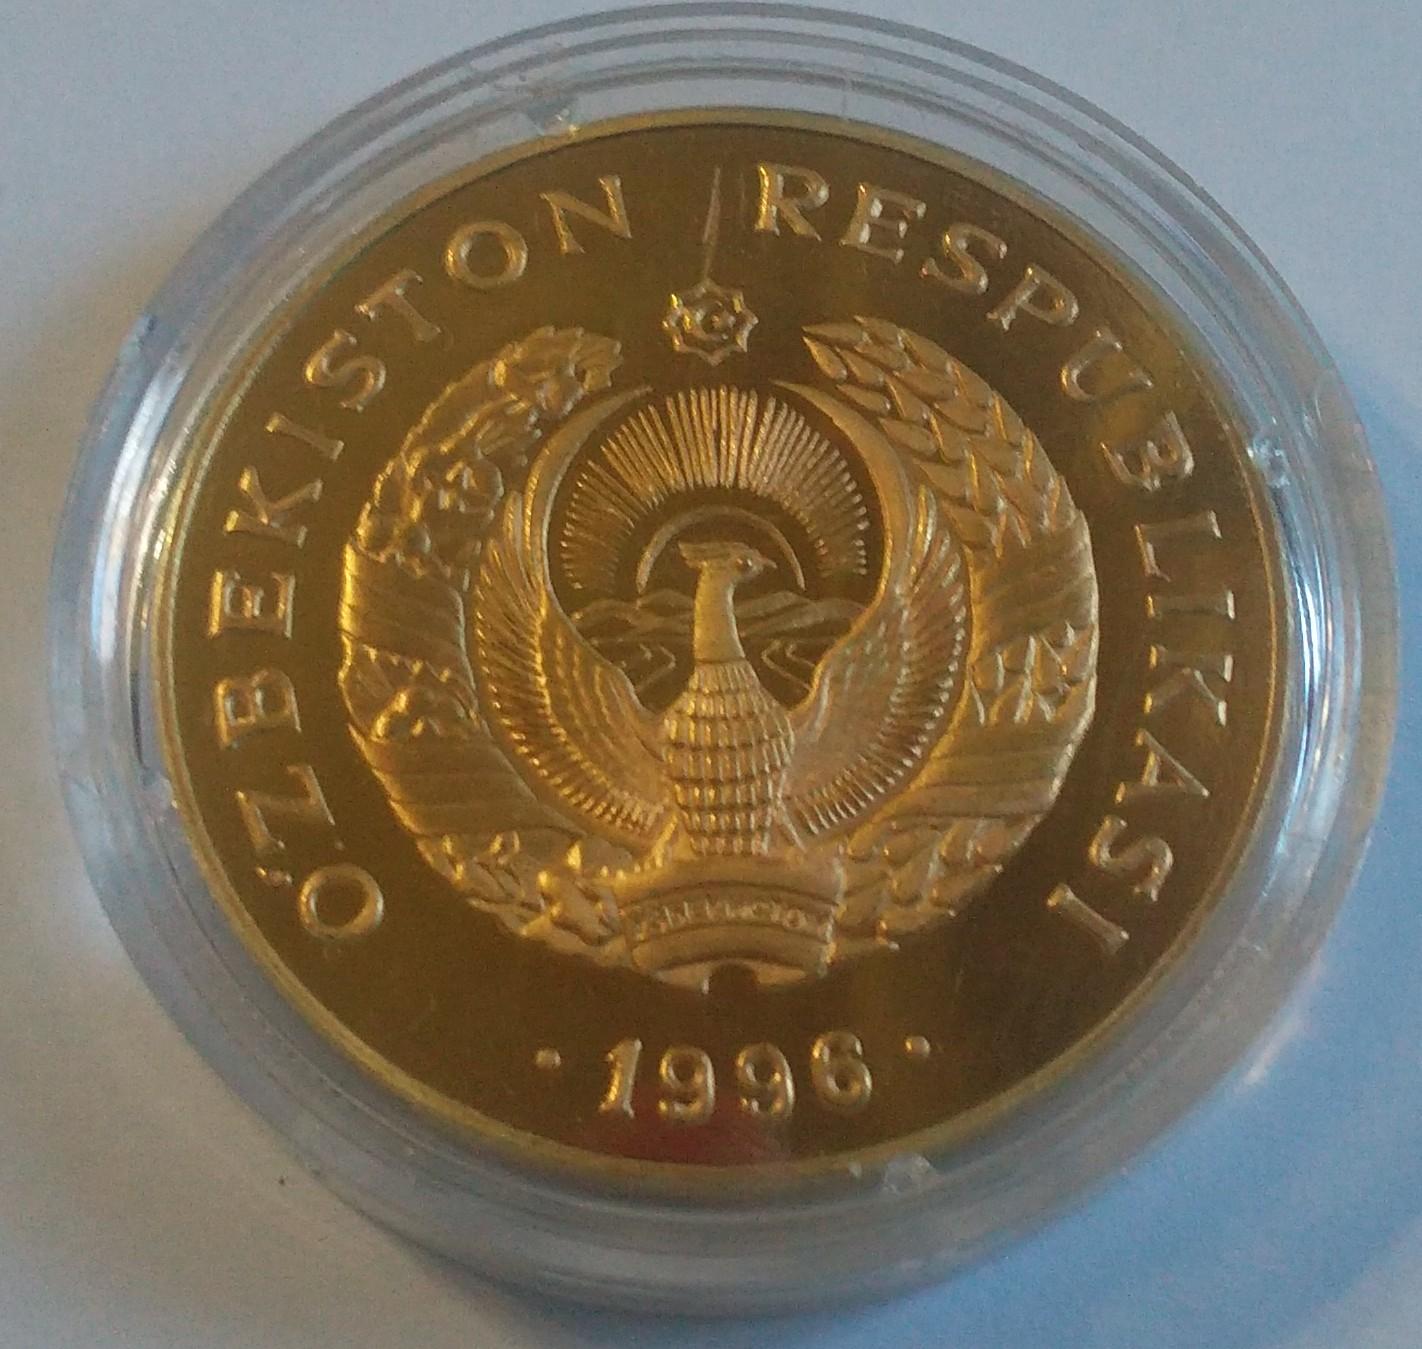 O'ZBEKISTON RESPUBLIKASI
· 1996 ·